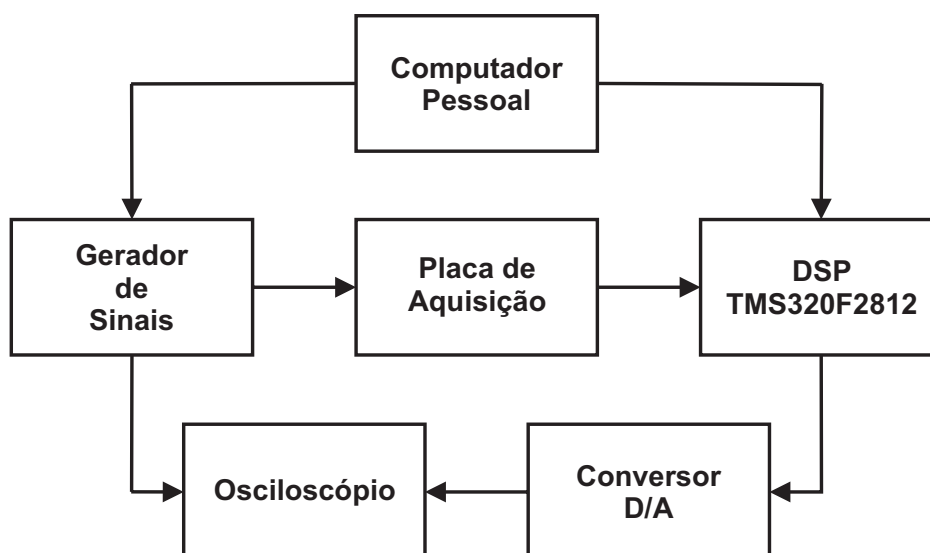 Computador
Pessoal
Gerador
de
Sinais
Placa de
Aquisição
DSP
TMS320F2812
Osciloscópio
Conversor
D/A